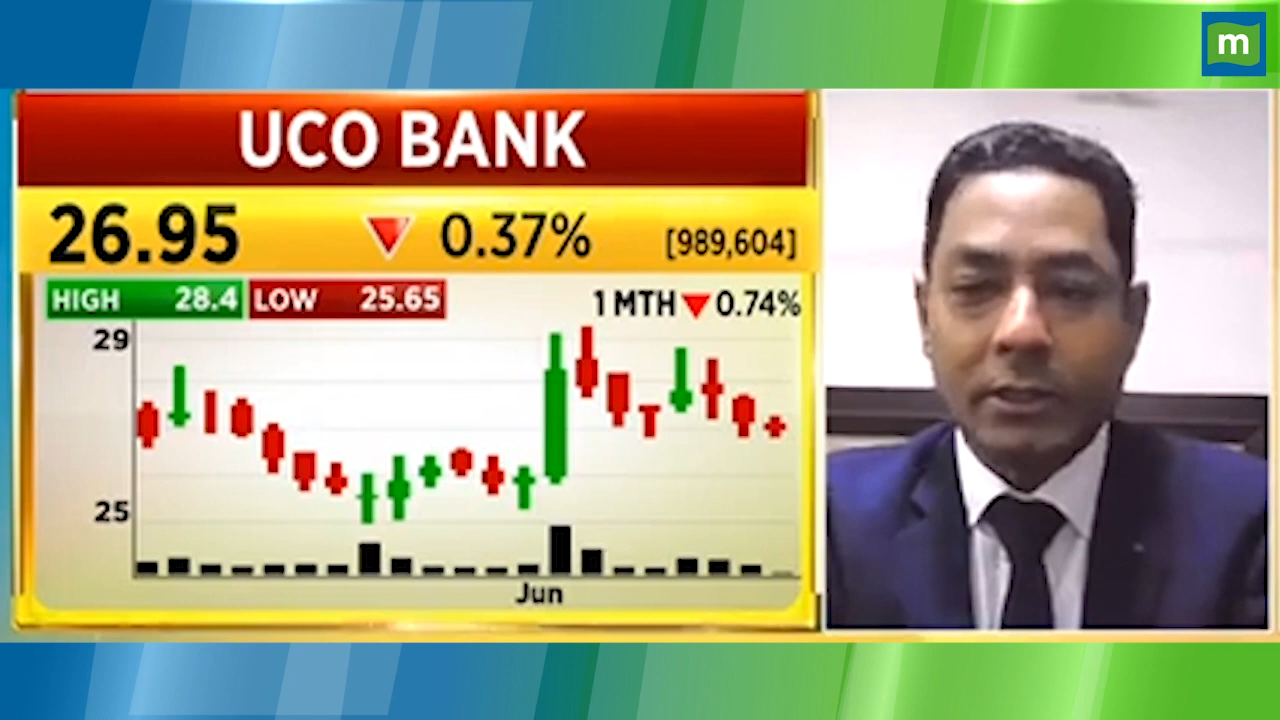 m
UCO BANK
26.95 ▼ 0.37% [989,604]
HIGH 28.4 LOW 25.65 1 MTH ▼ 0.74%
29
25
Jun